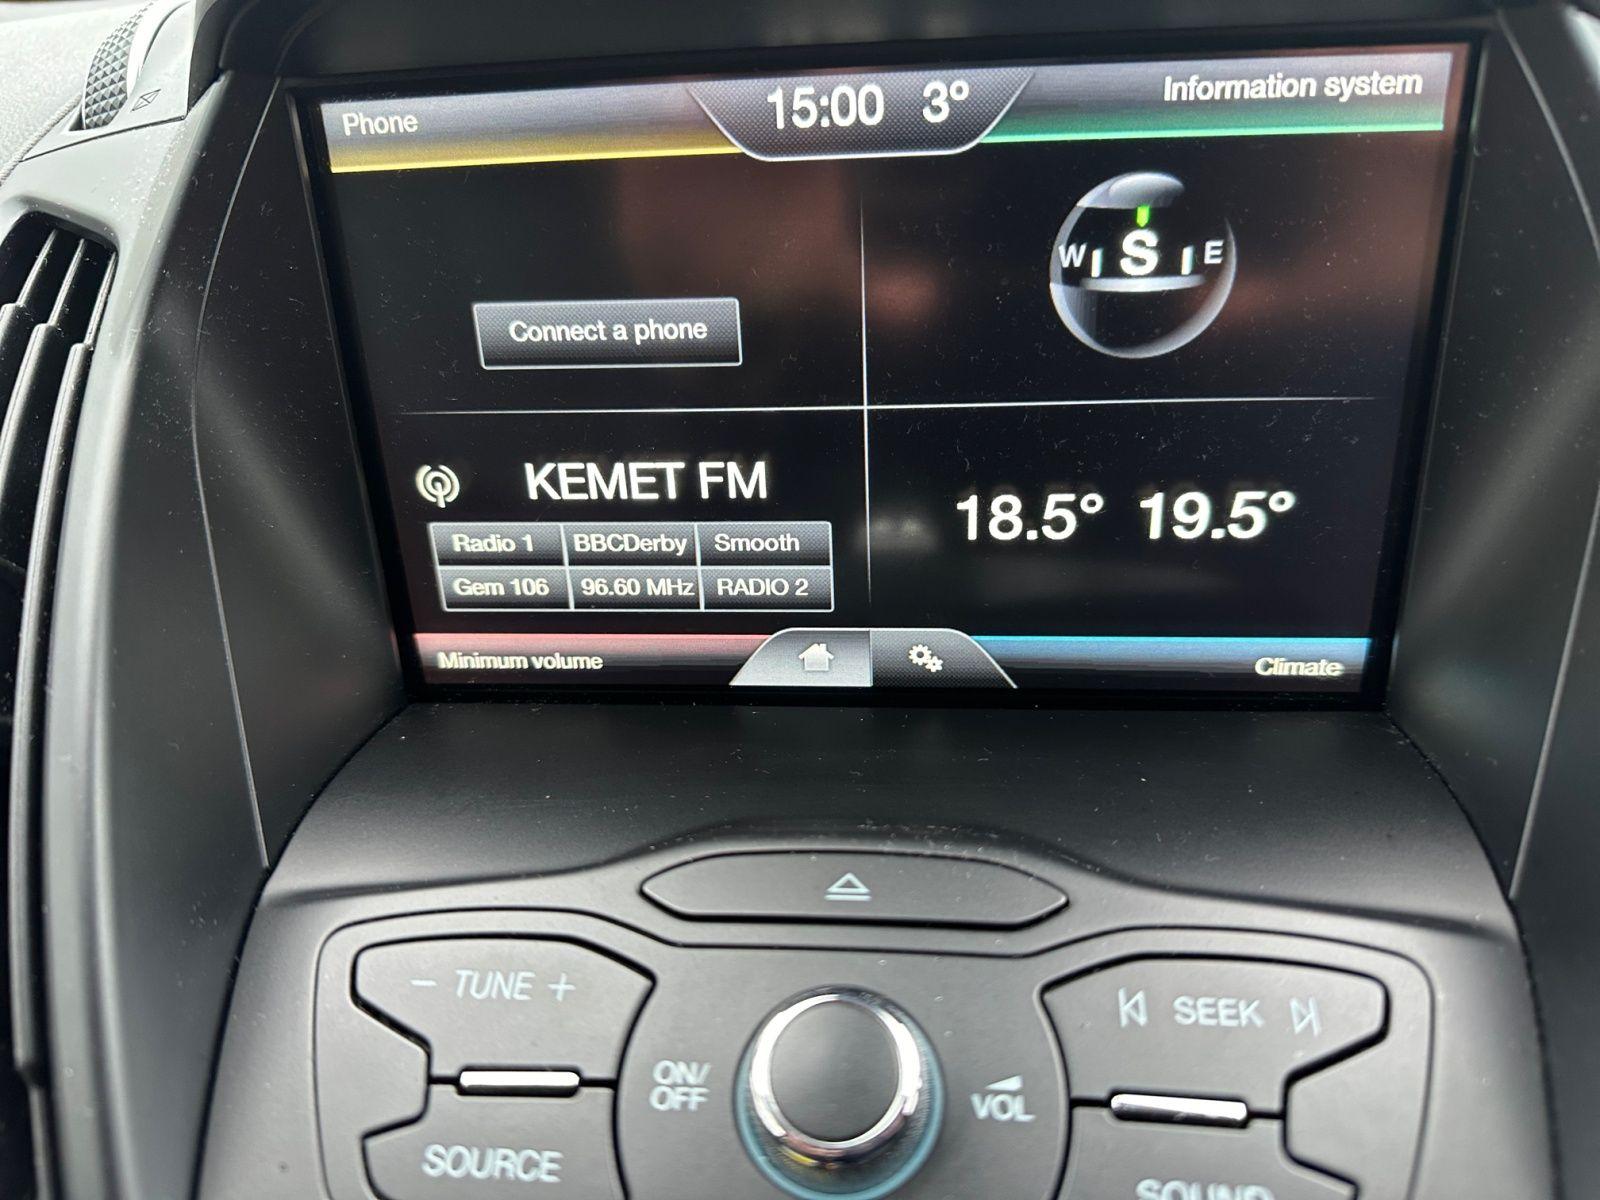 Phone
15:00 3°
Information system
Connect a phone
W S E
KEMET FM
Radio 1 BBCDerby Smooth
Gem 106 96.60 MHz RADIO 2
18.5° 19.5°
Minimum volume
Climate
− TUNE +
SEEK
ON/
OFF
VOL
SOURCE
SOUND